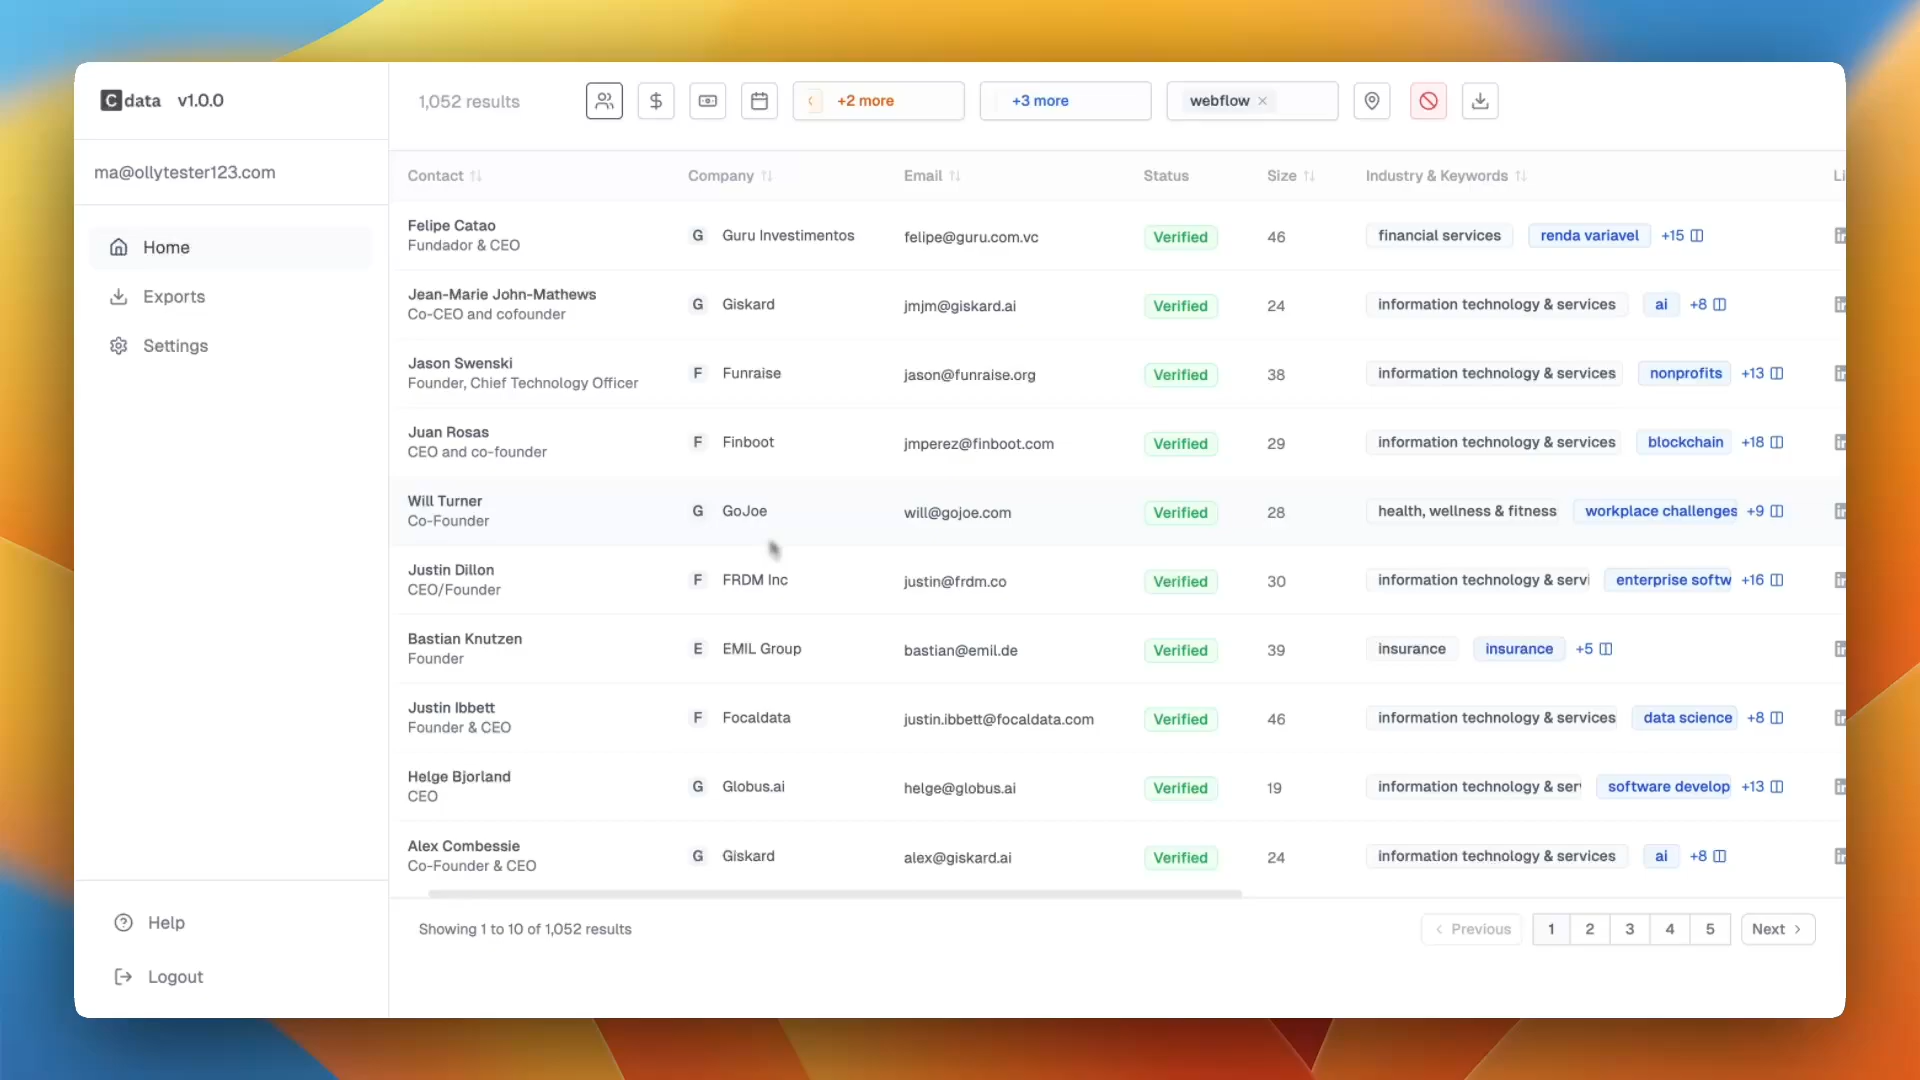 C data v1.0.0
ma@ollytester123.com
Home
Exports
Settings
Help
Logout
1,052 results
+2 more
+3 more
webflow
Contact Company Email Status Size Industry & Keywords Li
Felipe Catao
Fundador & CEO
G Guru Investimentos felipe@guru.com.vc Verified 46 financial services renda variavel +15
Jean-Marie John-Mathews
Co-CEO and cofounder
G Giskard jmjm@giskard.ai Verified 24 information technology & services ai +8
Jason Swenski
Founder, Chief Technology Officer
F Funraise jason@funraise.org Verified 38 information technology & services nonprofits +13
Juan Rosas
CEO and co-founder
F Finboot jmperez@finboot.com Verified 29 information technology & services blockchain +18
Will Turner
Co-Founder
G GoJoe will@gojoe.com Verified 28 health, wellness & fitness workplace challenges +9
Justin Dillon
CEO/Founder
F FRDM Inc justin@frdm.co Verified 30 information technology & servi enterprise softw +16
Bastian Knutzen
Founder
E EMIL Group bastian@emil.de Verified 39 insurance insurance +5
Justin Ibbett
Founder & CEO
F Focaldata justin.ibbett@focaldata.com Verified 46 information technology & services data science +8
Helge Bjorland
CEO
G Globus.ai helge@globus.ai Verified 19 information technology & ser software develop +13
Alex Combessie
Co-Founder & CEO
G Giskard alex@giskard.ai Verified 24 information technology & services ai +8
Showing 1 to 10 of 1,052 results
Previous 1 2 3 4 5 Next